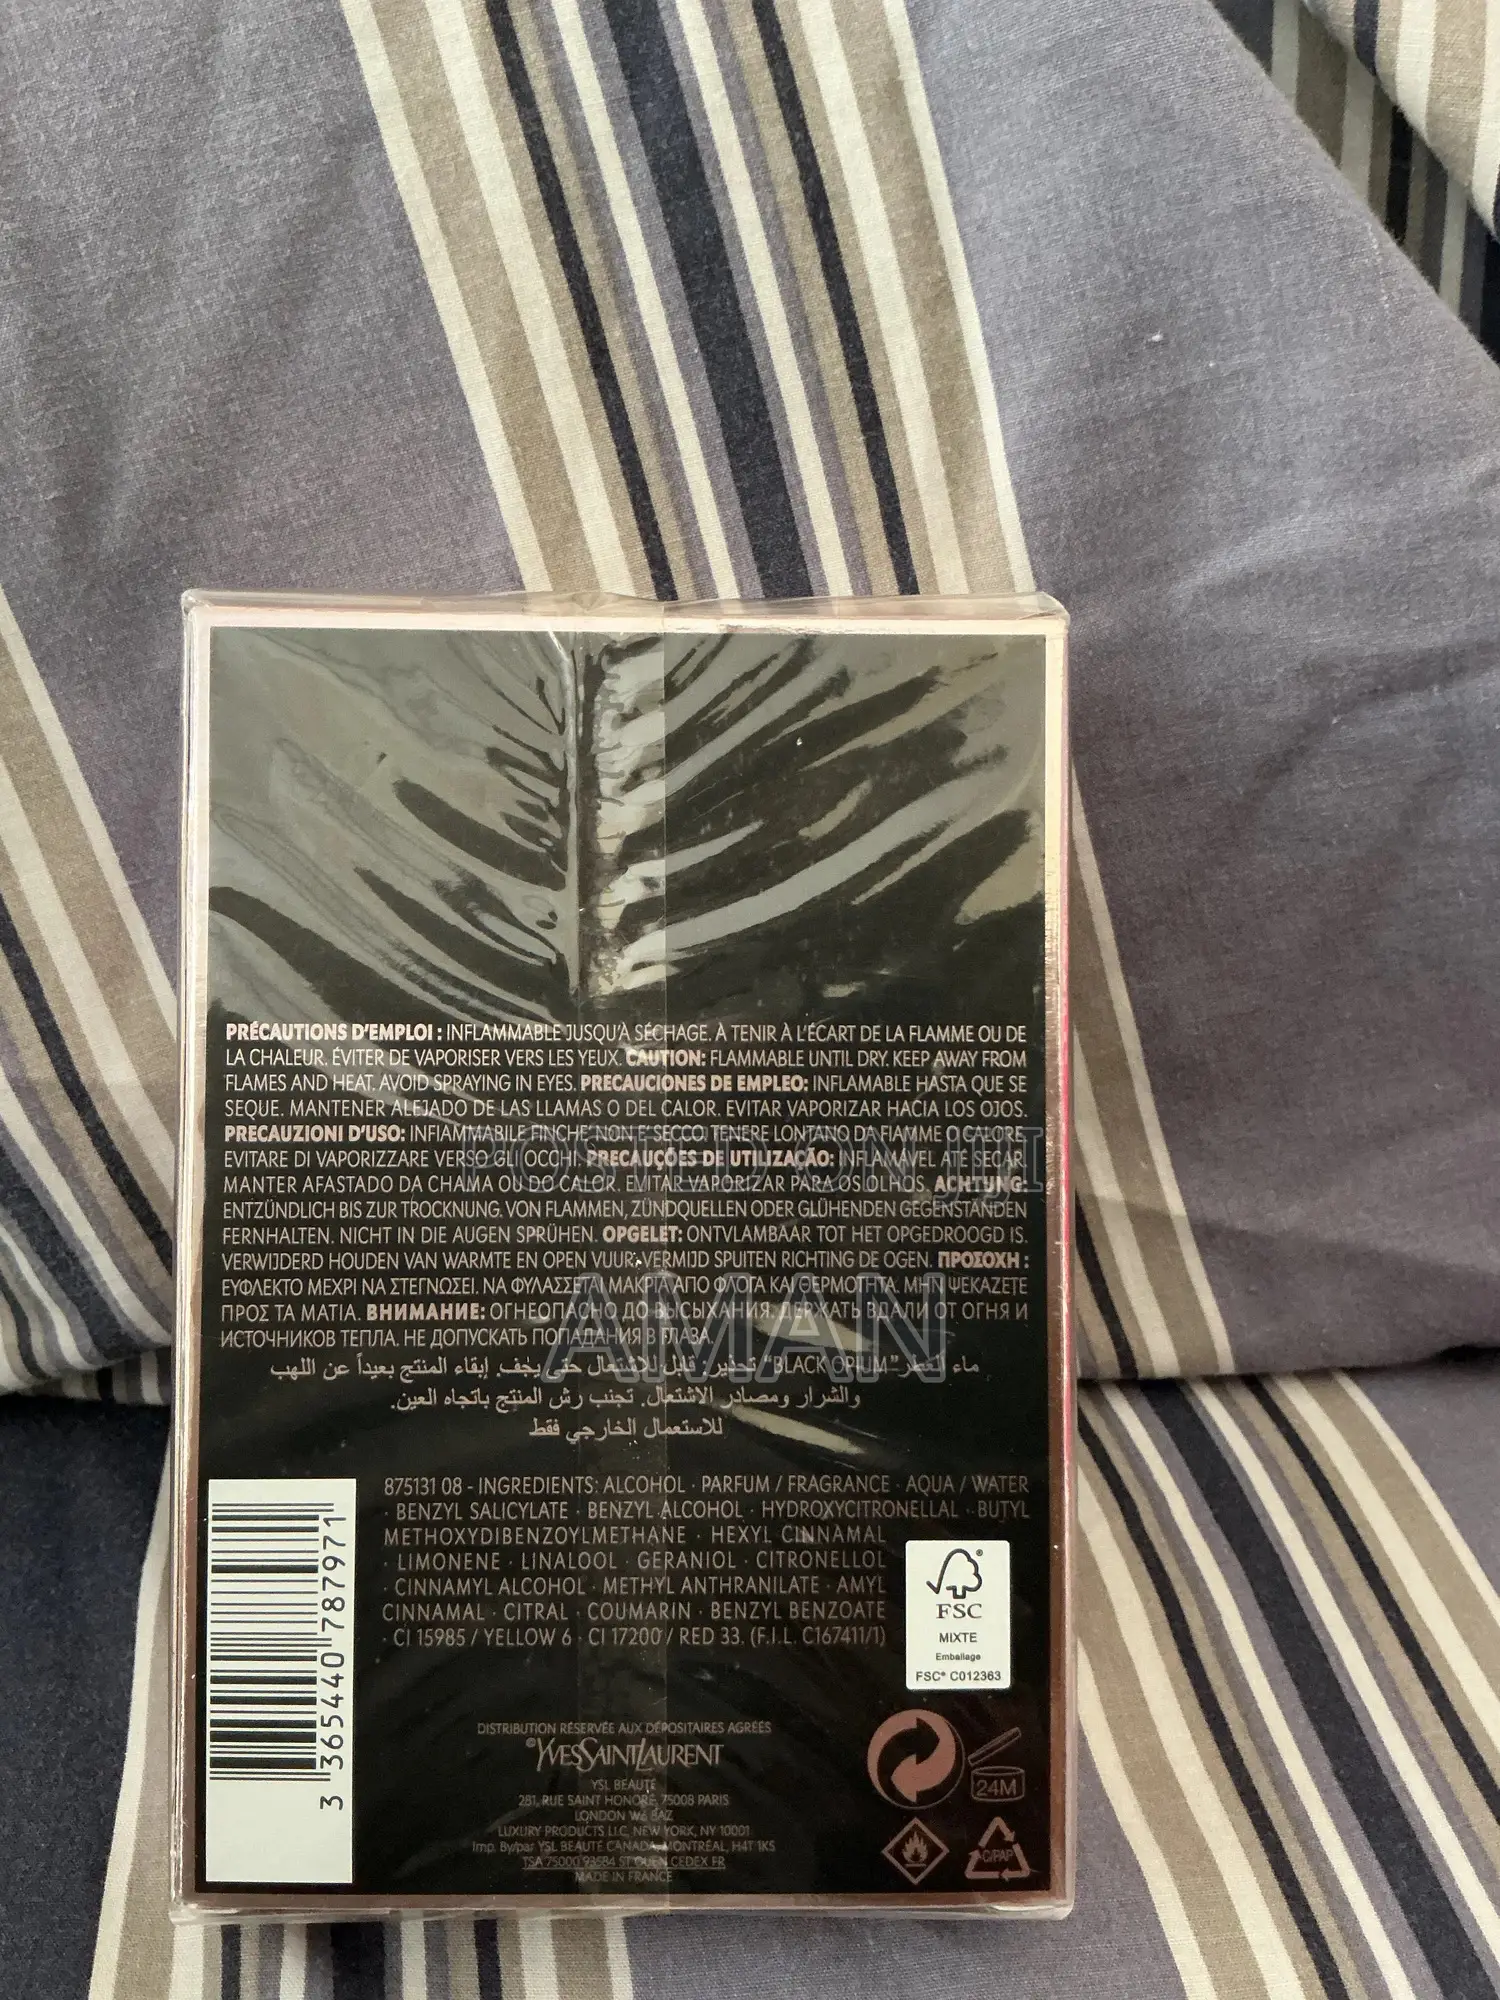 PRÉCAUTIONS D'EMPLOI : INFLAMMABLE JUSQU'À SÉCHAGE. À TENIR À L'ÉCART DE LA FLAMME OU DE
LA CHALEUR. ÉVITER DE VAPORISER VERS LES YEUX. CAUTION: FLAMMABLE UNTIL DRY. KEEP AWAY FROM
FLAMES AND HEAT. AVOID SPRAYING IN EYES. PRECAUCIONES DE EMPLEO: INFLAMABLE HASTA QUE SE
SEQUE. MANTENER ALEJADO DE LAS LLAMAS O DEL CALOR. EVITAR VAPORIZAR HACIA LOS OJOS.
PRECAUZIONI D'USO: INFIAMMABILE FINCHE' NON E' SECCO. TENERE LONTANO DA FIAMME O CALORE.
EVITARE DI VAPORIZZARE VERSO GLI OCCHI. PRECAUÇÕES DE UTILIZAÇÃO: INFLAMÁVEL ATÉ SECAR.
MANTER AFASTADO DA CHAMA OU DO CALOR. EVITAR VAPORIZAR PARA OS OLHOS. ACHTUNG:
ENTZÜNDLICH BIS ZUR TROCKNUNG. VON FLAMMEN, ZÜNDQUELLEN ODER GLÜHENDEN GEGENSTÄNDEN
FERNHALTEN. NICHT IN DIE AUGEN SPRÜHEN. OPGELET: ONTVLAMBAAR TOT HET OPGEDROOGD IS.
VERWIJDERD HOUDEN VAN WARMTE EN OPEN VUUR. VERMIJD SPUITEN RICHTING DE OGEN. ΠΡΟΣΟΧΗ :
ΕΥΦΛΕΚΤΟ ΜΕΧΡΙ ΝΑ ΣΤΕΓΝΩΣΕΙ. ΝΑ ΦΥΛΑΣΣΕΤΑΙ ΜΑΚΡΙΑ ΑΠΟ ΦΛΟΓΑ ΚΑΙ ΘΕΡΜΟΤΗΤΑ. ΜΗΝ ΨΕΚΑΖΕΤΕ
ΠΡΟΣ ΤΑ ΜΑΤΙΑ. ВНИМАНИЕ: ОГНЕОПАСНО ДО ВЫСЫХАНИЯ. ДЕРЖАТЬ ВДАЛИ ОТ ОГНЯ И
ИСТОЧНИКОВ ТЕПЛА. НЕ ДОПУСКАТЬ ПОПАДАНИЯ В ГЛАЗА.
ماء العطر "BLACK OPIUM" تحذير: قابل للاشتعال حتى يجف. إبقاء المنتج بعيداً عن اللهب
والشرار ومصادر الاشتعال. تجنب رش المنتج باتجاه العين.
للاستعمال الخارجي فقط
POSTED ON JIJI
AMAN
875131 08 - INGREDIENTS: ALCOHOL · PARFUM / FRAGRANCE · AQUA / WATER
· BENZYL SALICYLATE · BENZYL ALCOHOL · HYDROXYCITRONELLAL · BUTYL
METHOXYDIBENZOYLMETHANE · HEXYL CINNAMAL
· LIMONENE · LINALOOL · GERANIOL · CITRONELLOL
· CINNAMYL ALCOHOL · METHYL ANTHRANILATE · AMYL
CINNAMAL · CITRAL · COUMARIN · BENZYL BENZOATE
· CI 15985 / YELLOW 6 · CI 17200 / RED 33. (F.I.L. C167411/1)
3 365440 787971
FSC
MIXTE
Emballage
FSC® C012363
DISTRIBUTION RÉSERVÉE AUX DÉPOSITAIRES AGRÉÉS
©YVESSAINTLAURENT
YSL BEAUTÉ
281, RUE SAINT HONORÉ, 75008 PARIS
LONDON W6 8AZ
LUXURY PRODUCTS LLC, NEW YORK, NY 10001
Imp. By/par YSL BEAUTÉ CANADA, MONTRÉAL, H4T 1K5
TSA 75000 93584 ST OUEN CEDEX FR
MADE IN FRANCE
24M
C/PAP